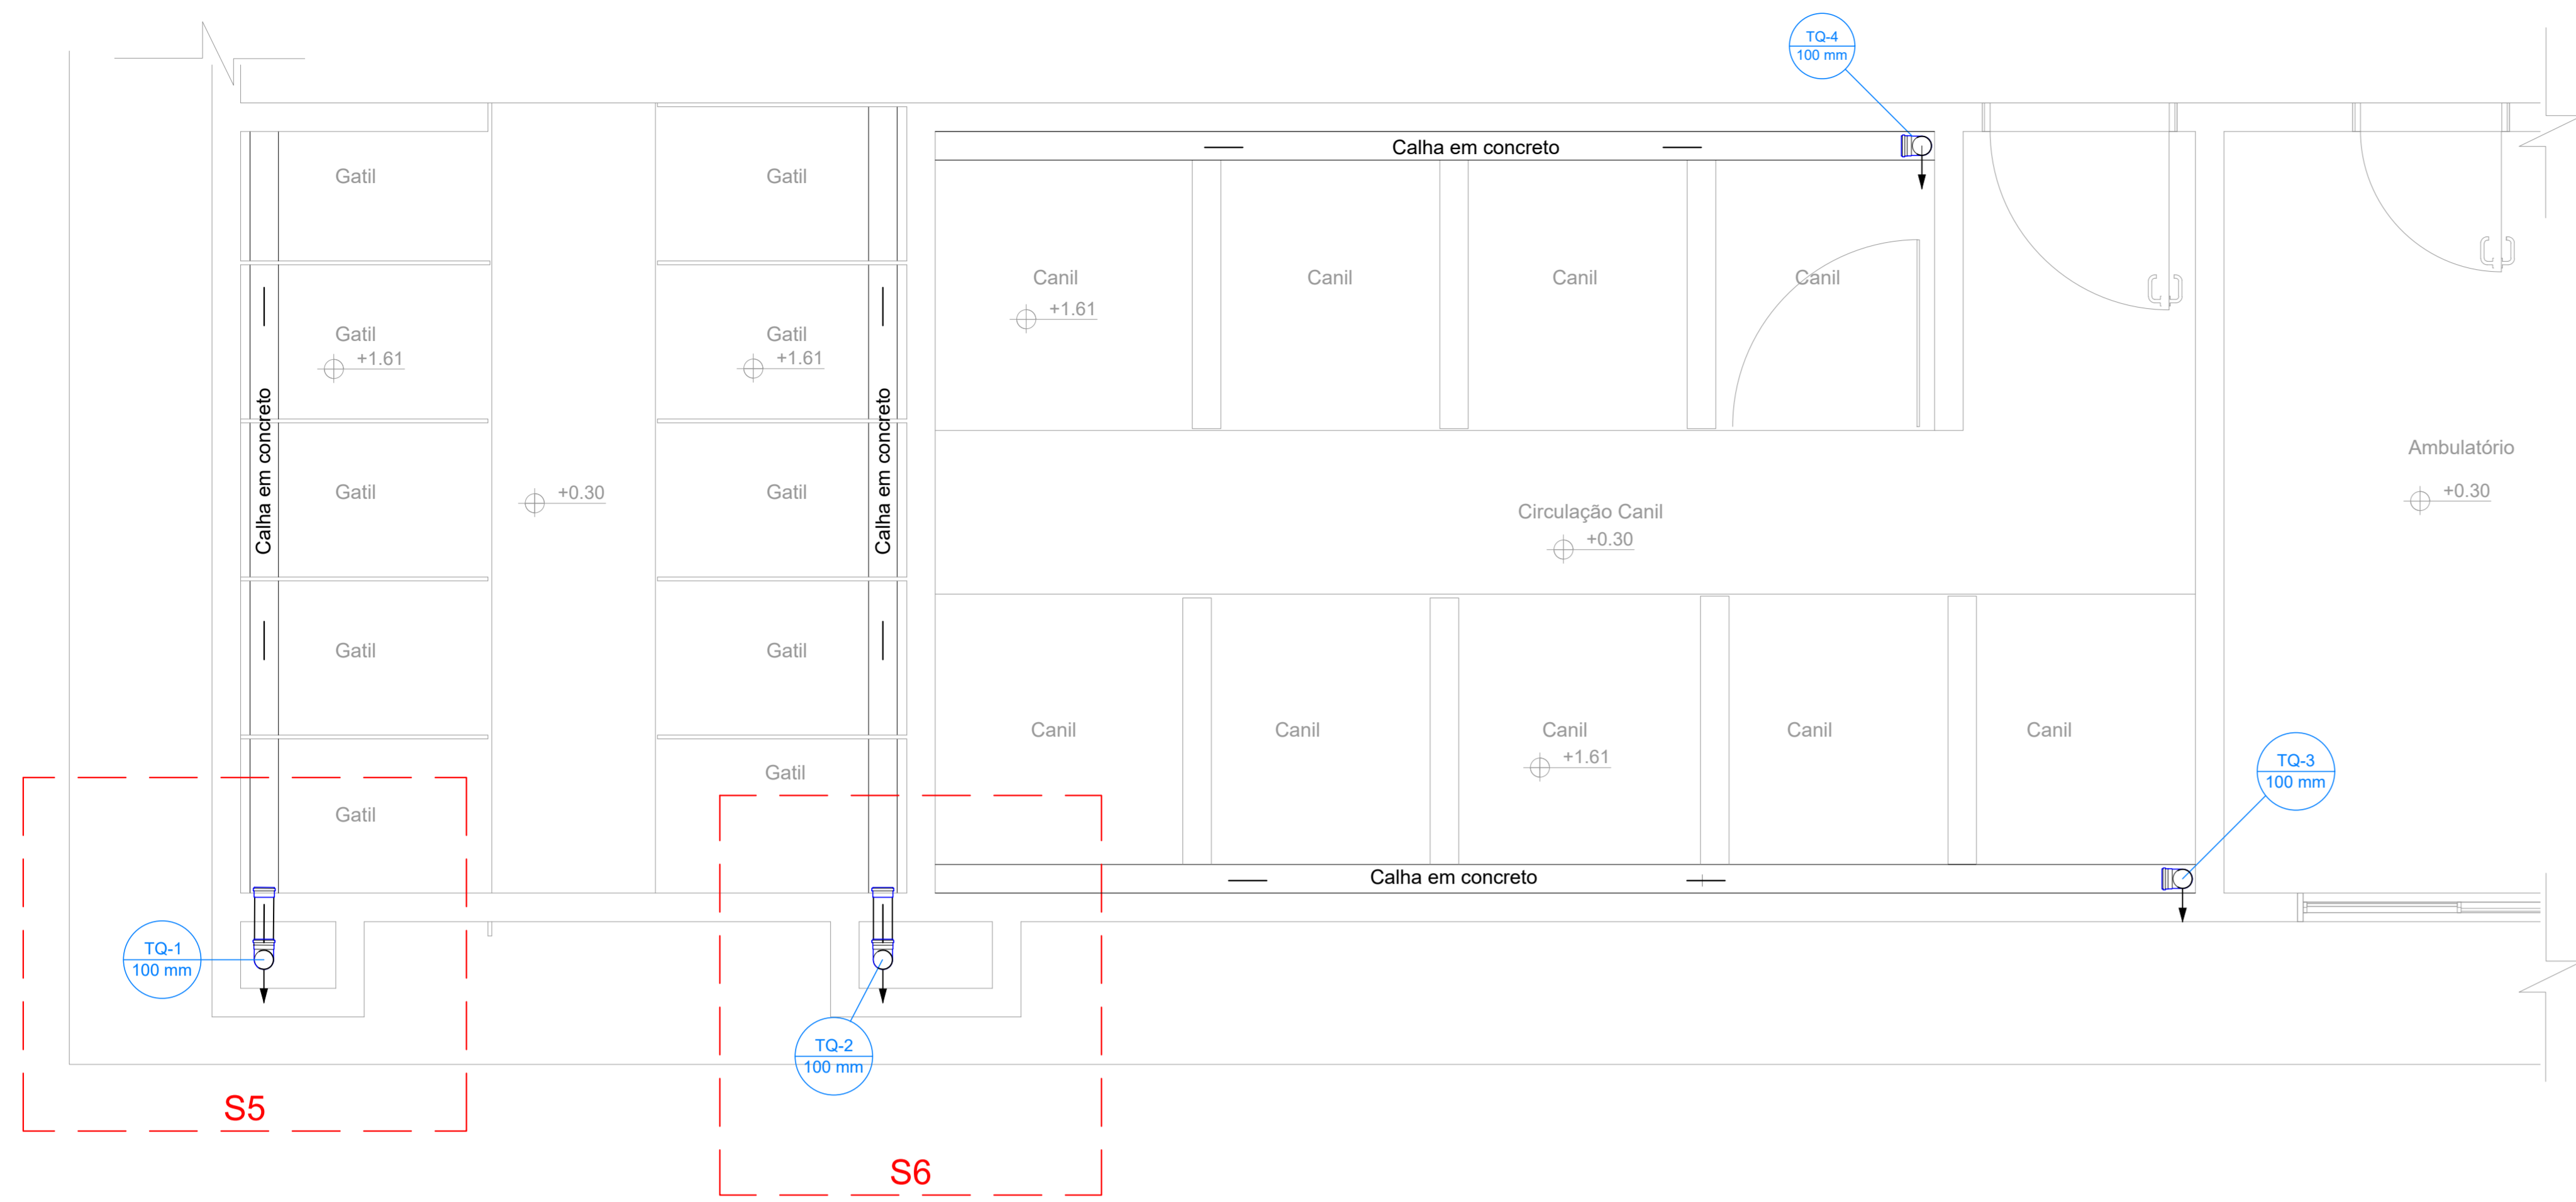 TQ-4
100 mm
Calha em concreto
Gatil
Gatil
Canil
+1.61
Canil
Canil
Canil
Gatil
+1.61
Gatil
+1.61
Calha em concreto
Calha em concreto
Gatil
+0.30
Gatil
Circulação Canil
+0.30
Ambulatório
+0.30
Gatil
Gatil
Canil
Canil
Canil
+1.61
Canil
Canil
Gatil
Gatil
TQ-3
100 mm
Calha em concreto
TQ-1
100 mm
TQ-2
100 mm
S5
S6